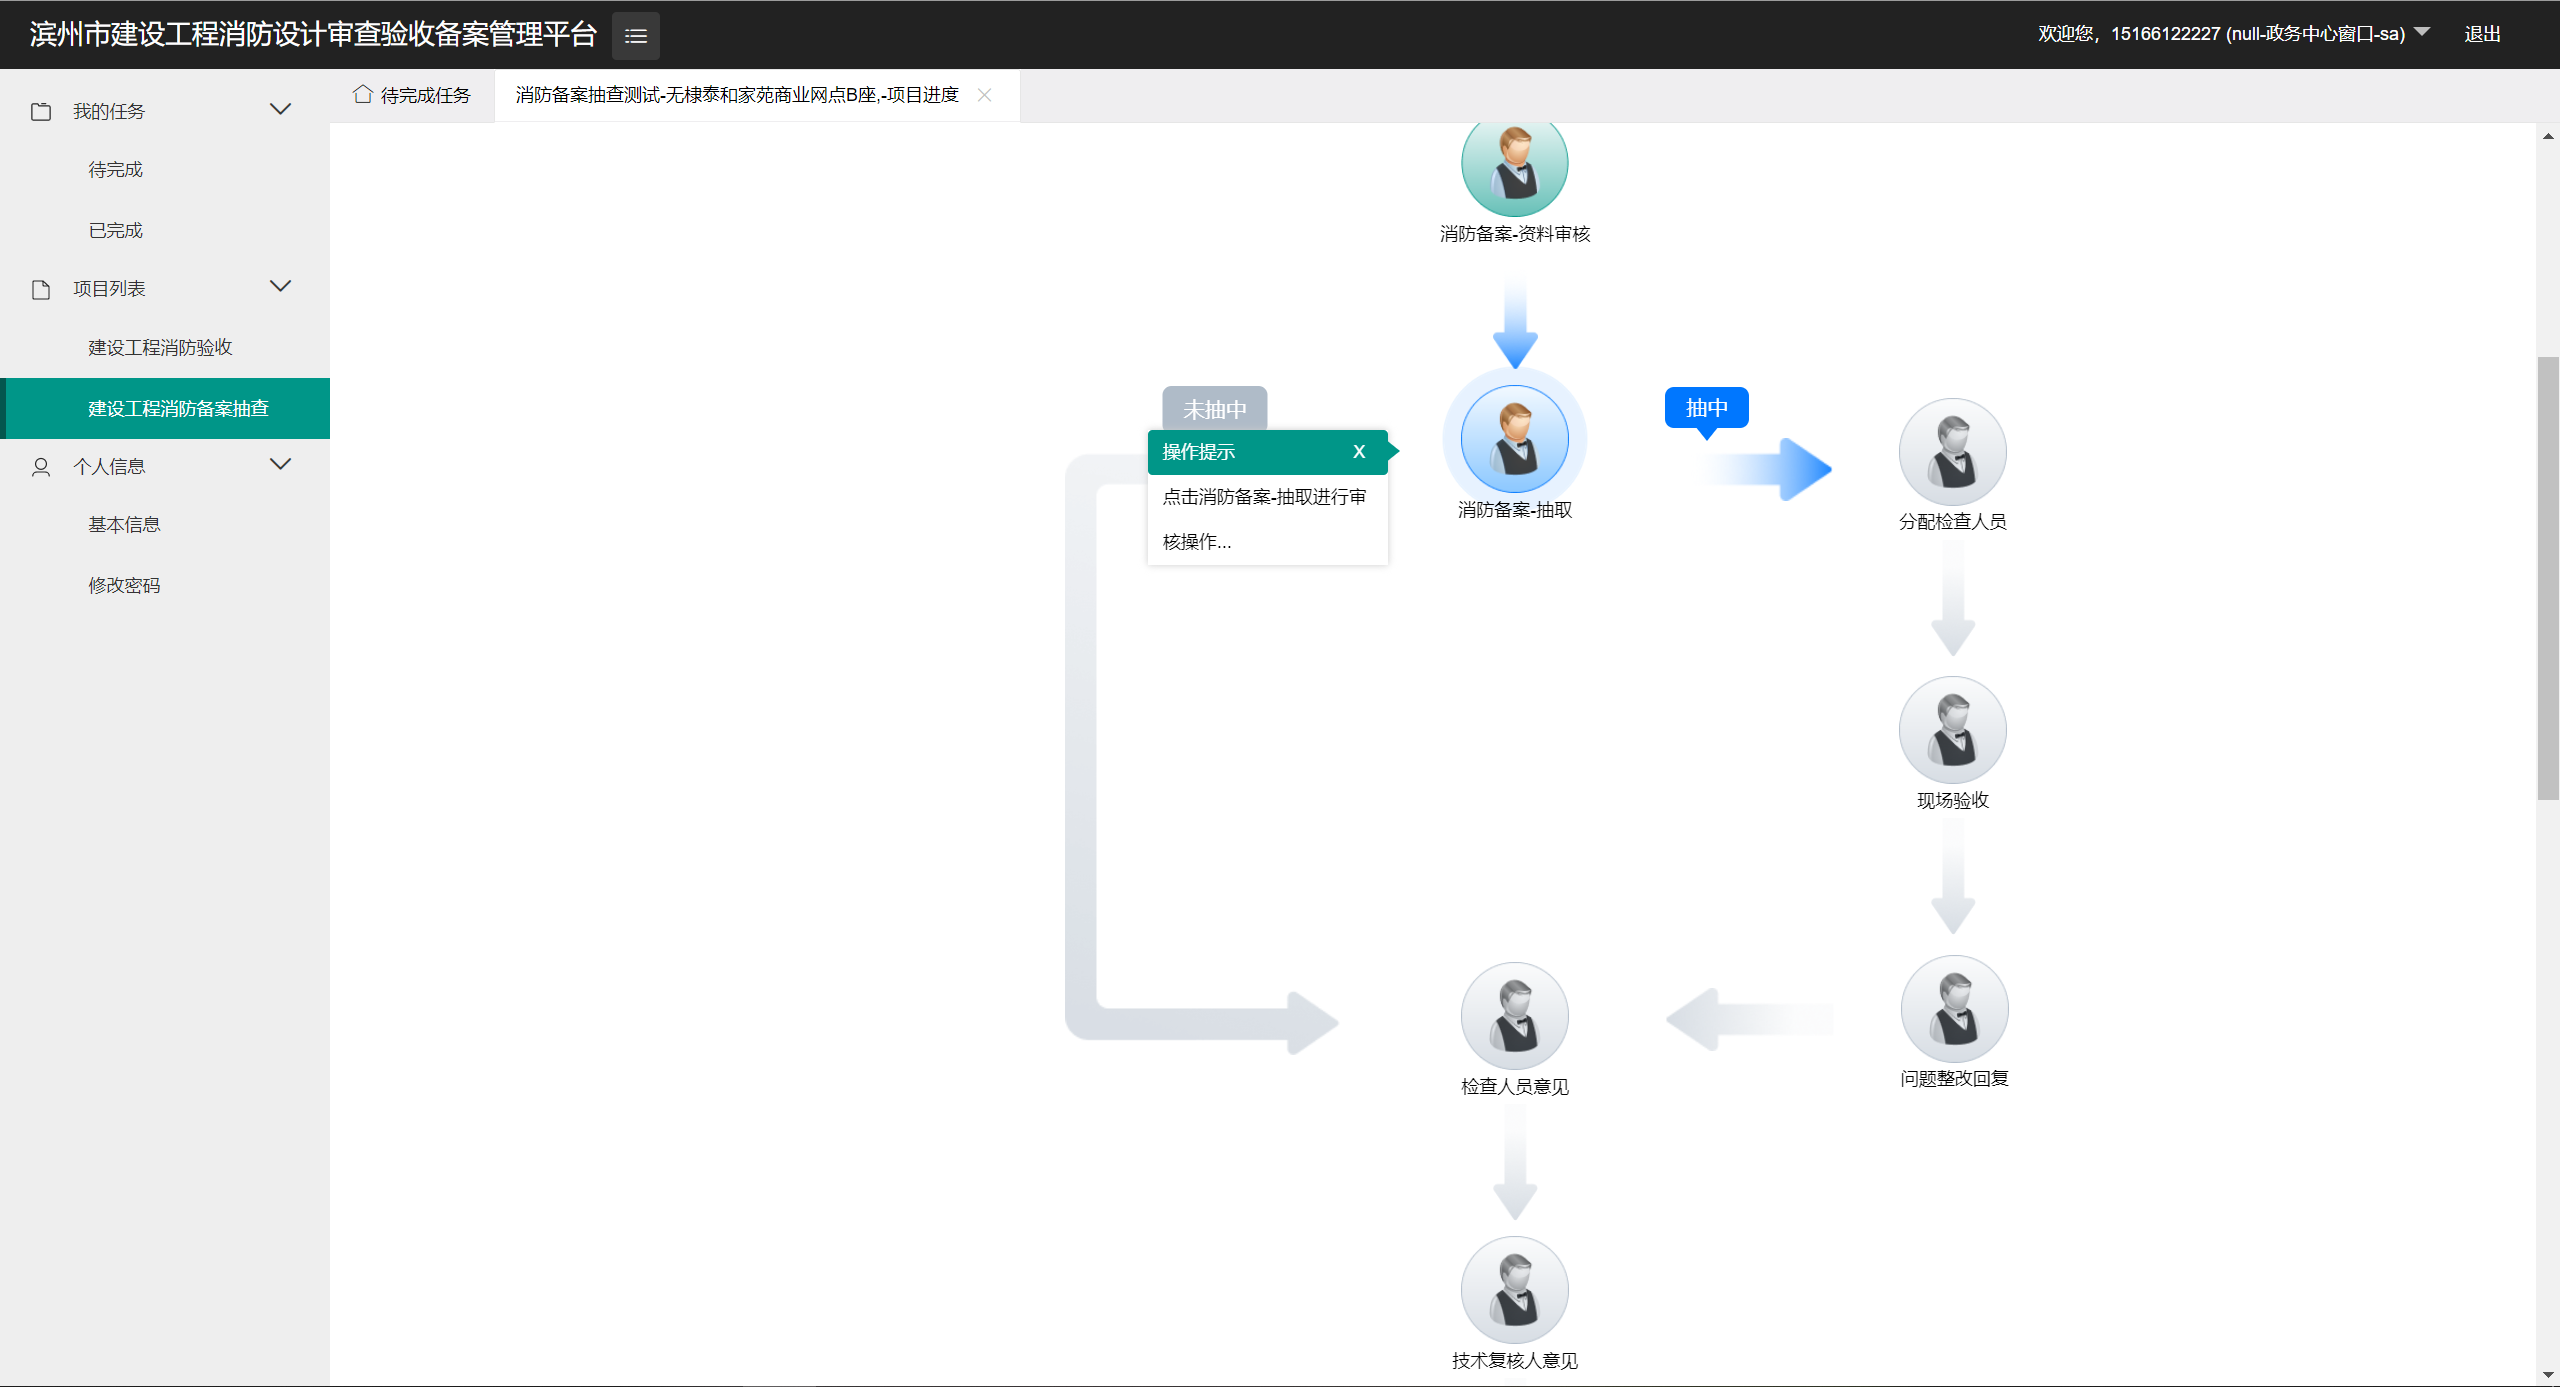 滨州市建设工程消防设计审查验收备案管理平台
欢迎您，15166122227 (null-政务中心窗口-sa)
退出
我的任务
待完成
已完成
项目列表
建设工程消防验收
建设工程消防备案抽查
个人信息
基本信息
修改密码
待完成任务
消防备案抽查测试-无棣泰和家苑商业网点B座,-项目进度
消防备案-资料审核
未抽中
抽中
操作提示
X
点击消防备案-抽取进行审
核操作...
消防备案-抽取
分配检查人员
现场验收
检查人员意见
问题整改回复
技术复核人意见